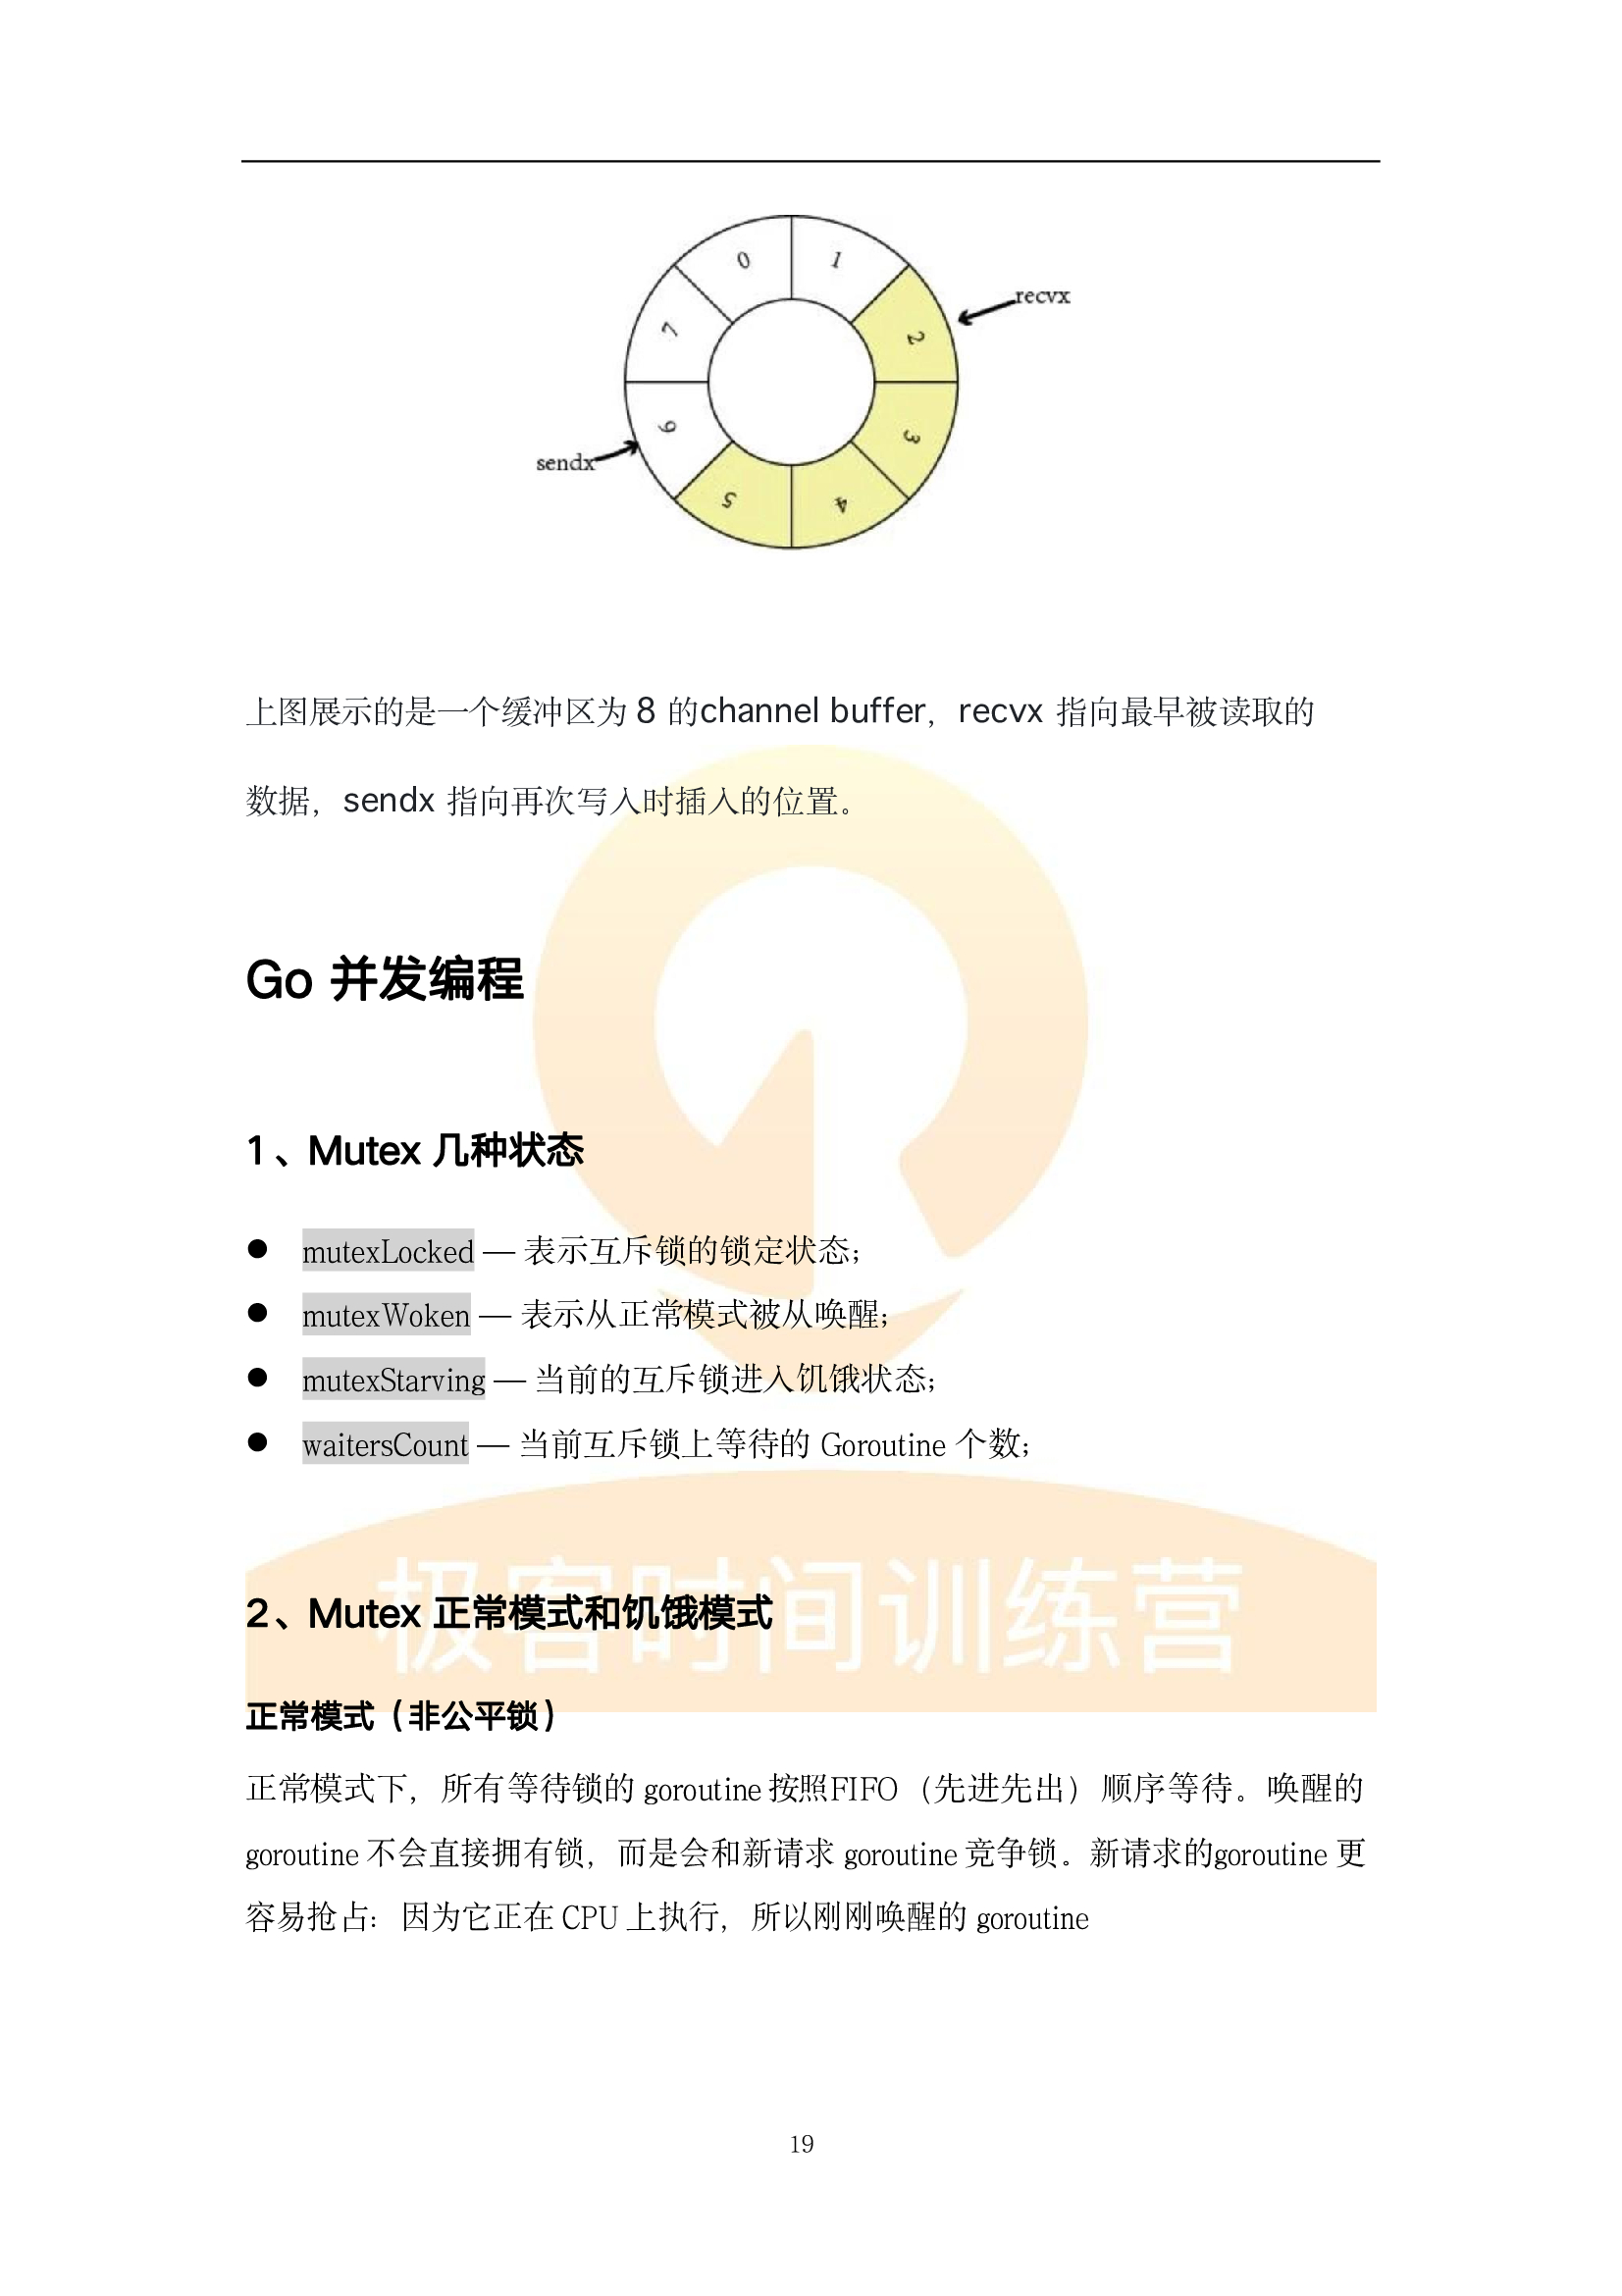 0
1
7
2
recvx
6
3
sendx
5
4
上图展示的是一个缓冲区为 8 的channel buffer，recvx 指向最早被读取的
数据，sendx 指向再次写入时插入的位置。
Go 并发编程
1、Mutex 几种状态
● mutexLocked — 表示互斥锁的锁定状态；
● mutexWoken — 表示从正常模式被从唤醒；
● mutexStarving — 当前的互斥锁进入饥饿状态；
● waitersCount — 当前互斥锁上等待的 Goroutine 个数；
极客时间训练营
2、Mutex 正常模式和饥饿模式
正常模式（非公平锁）
正常模式下，所有等待锁的 goroutine 按照FIFO（先进先出）顺序等待。唤醒的
goroutine 不会直接拥有锁，而是会和新请求 goroutine 竞争锁。新请求的goroutine 更
容易抢占：因为它正在 CPU 上执行，所以刚刚唤醒的 goroutine
19